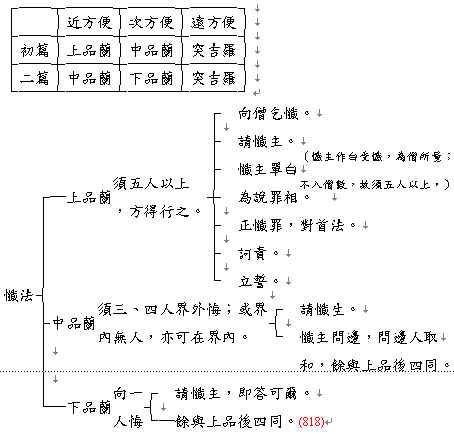 近方便 次方便 遠方便
初篇 上品蘭 中品蘭 突吉羅
二篇 中品蘭 下品蘭 突吉羅
懺法
上品蘭
須五人以上
，方得行之。
向僧乞懺。
請懺主。
懺主單白
（懺主作白受懺，為僧所量；
不入僧數，故須五人以上。）
為說罪相。
正懺罪，對首法。
訶責。
立誓。
中品蘭
須三、四人界外悔；或界
內無人，亦可在界內。
請懺主。
懺主問邊，問邊人取
和，餘與上品後四同。
下品蘭
向一
人悔
請懺主，即答可爾。
餘與上品後四同。(818)